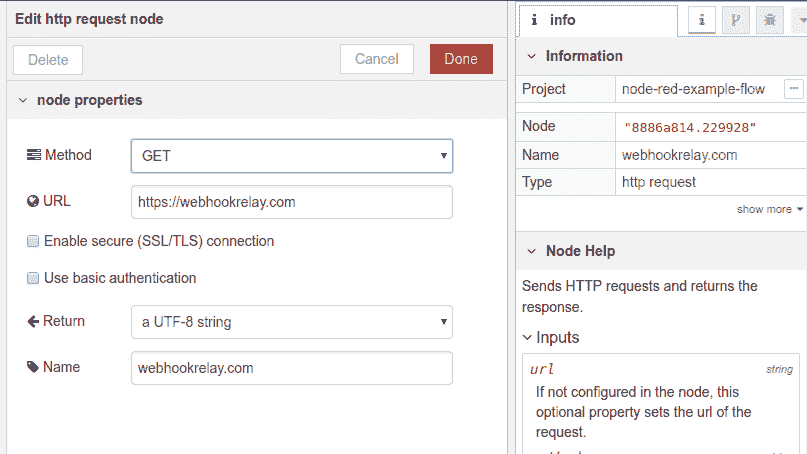 Edit http request node
Delete
Cancel
Done
node properties
Method
GET
URL
https://webhookrelay.com
Enable secure (SSL/TLS) connection
Use basic authentication
Return
a UTF-8 string
Name
webhookrelay.com
info
Information
Project
node-red-example-flow
Node
"8886a814.229928"
Name
webhookrelay.com
Type
http request
show more
Node Help
Sends HTTP requests and returns the
response.
Inputs
url
string
If not configured in the node, this
optional property sets the url of the
request.